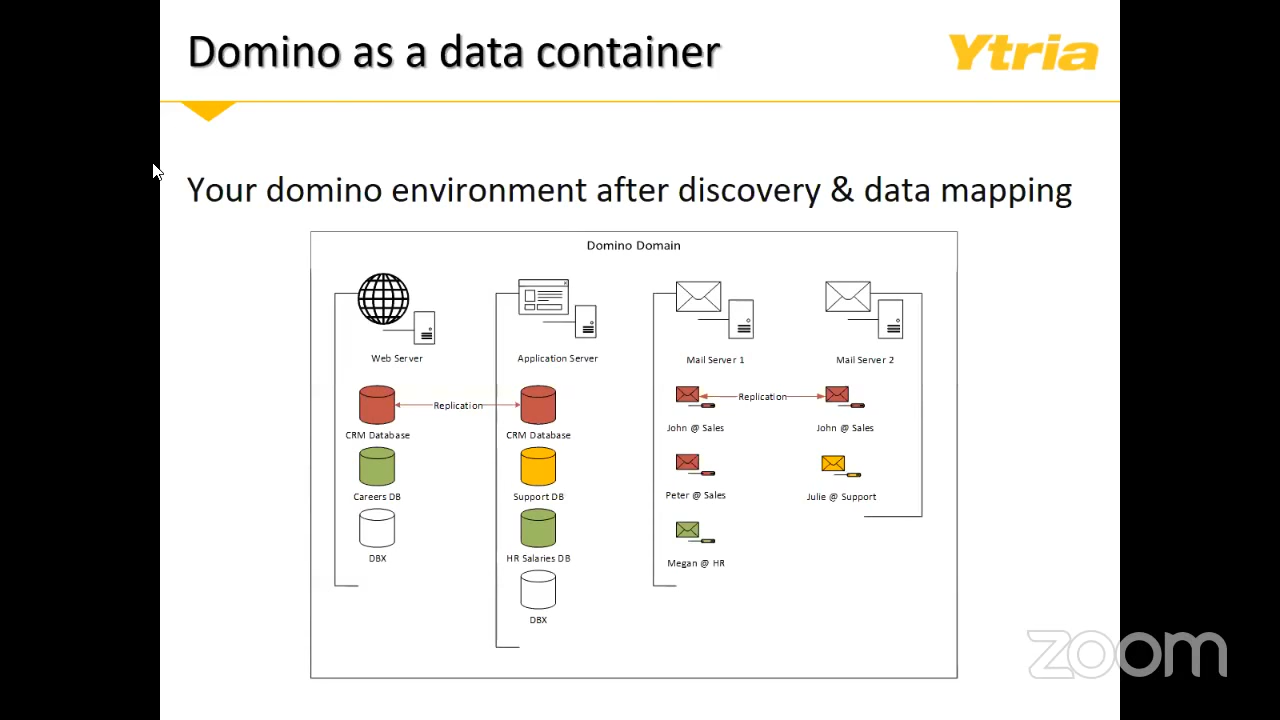 Domino as a data container
Ytria
Your domino environment after discovery & data mapping
Domino Domain
Web Server
Application Server
Mail Server 1
Mail Server 2
Replication
Replication
CRM Database
CRM Database
John @ Sales
John @ Sales
Careers DB
Support DB
Peter @ Sales
Julie @ Support
DBX
HR Salaries DB
Megan @ HR
DBX
zoom